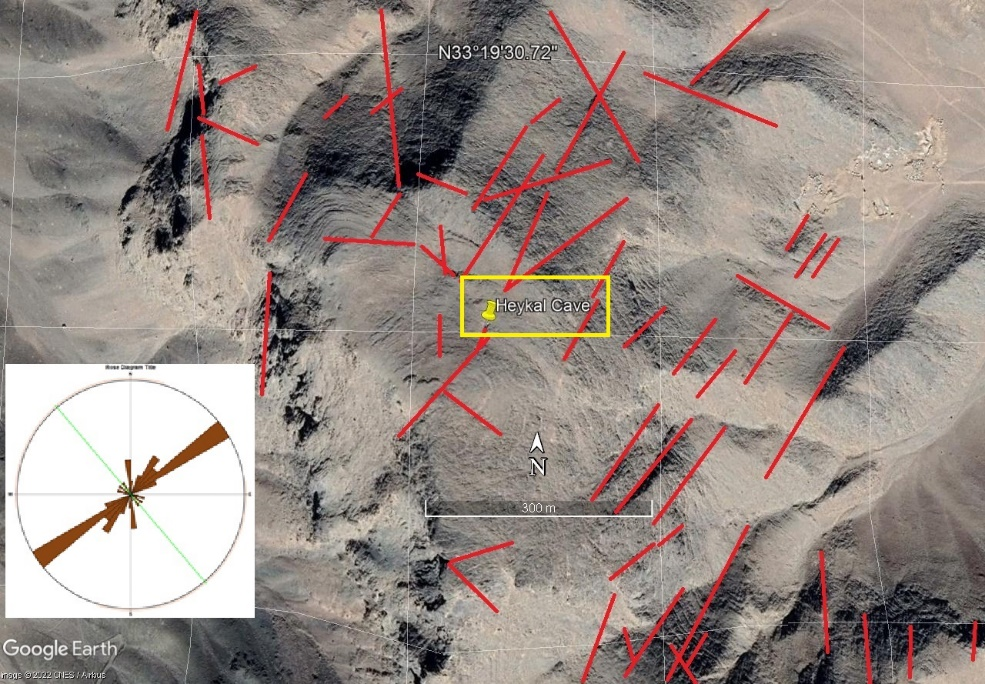 N33°19'30.72"
Heykal Cave
N
300 m
Rose Diagram Title
Google Earth
Image © 2022 CNES / Airbus